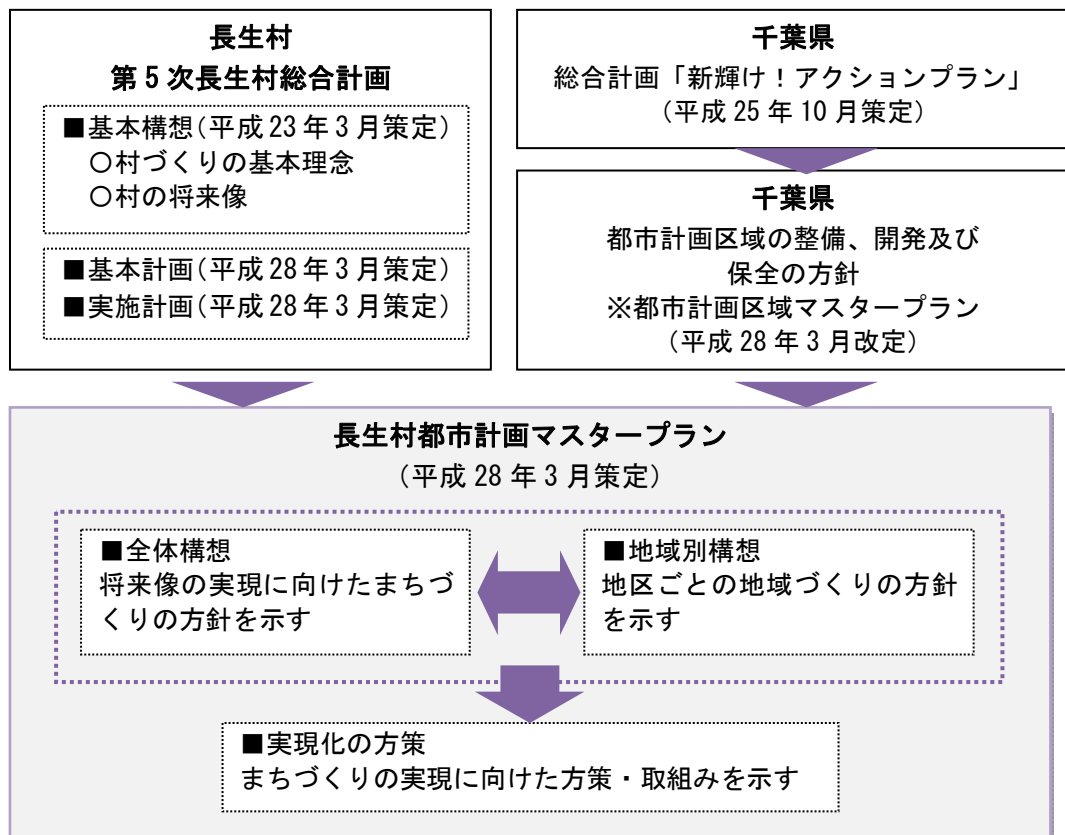 長生村
第5次長生村総合計画
■基本構想(平成23年3月策定)
○村づくりの基本理念
○村の将来像
■基本計画(平成28年3月策定)
■実施計画(平成28年3月策定)
千葉県
総合計画「新輝け！アクションプラン」
(平成25年10月策定)
千葉県
都市計画区域の整備、開発及び
保全の方針
※都市計画区域マスタープラン
(平成28年3月改定)
長生村都市計画マスタープラン
(平成28年3月策定)
■全体構想
将来像の実現に向けたまちづ
くりの方針を示す
■地域別構想
地区ごとの地域づくりの方針
を示す
■実現化の方策
まちづくりの実現に向けた方策・取組みを示す